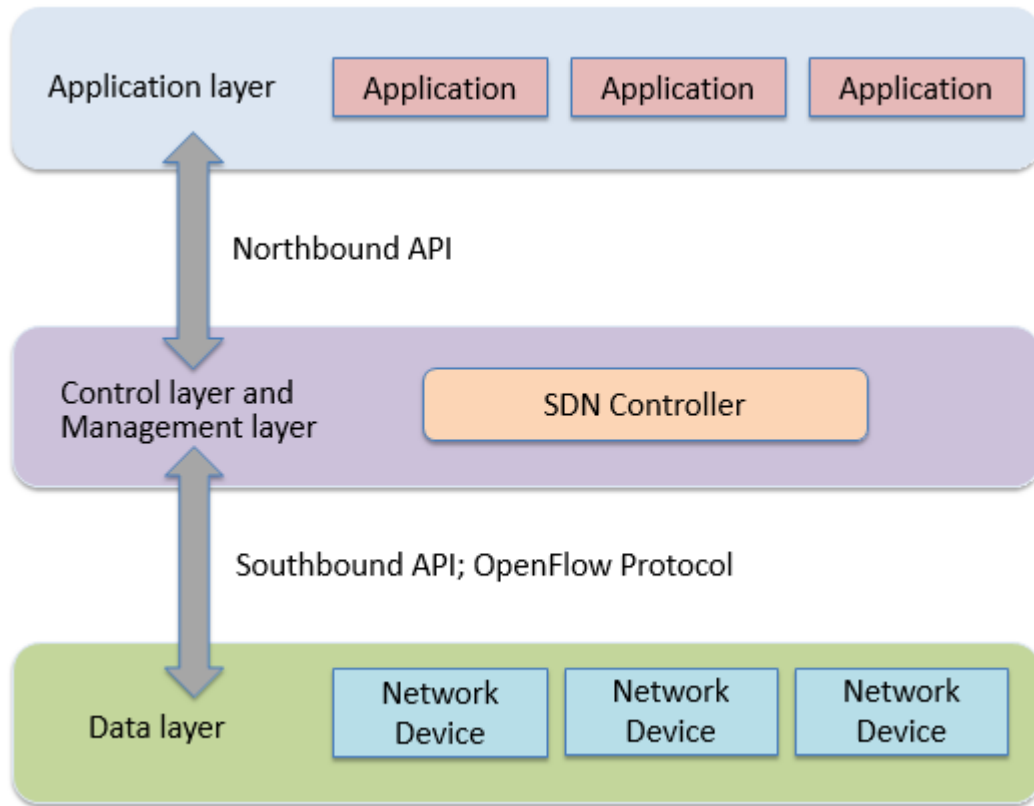 Application layer
Application
Application
Application
Northbound API
Control layer and
Management layer
SDN Controller
Southbound API; OpenFlow Protocol
Data layer
Network
Device
Network
Device
Network
Device